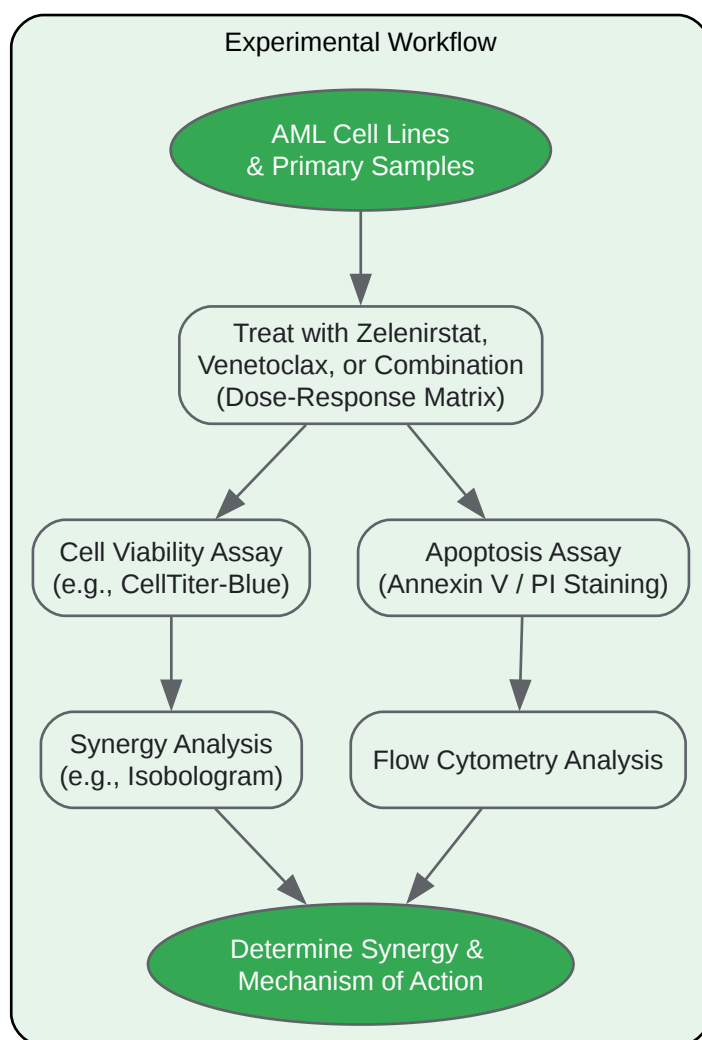 Experimental Workflow
AML Cell Lines
& Primary Samples
Treat with Zelenirstat,
Venetoclax, or Combination
(Dose-Response Matrix)
Cell Viability Assay
(e.g., CellTiter-Blue)
Apoptosis Assay
(Annexin V / PI Staining)
Synergy Analysis
(e.g., Isobologram)
Flow Cytometry Analysis
Determine Synergy &
Mechanism of Action